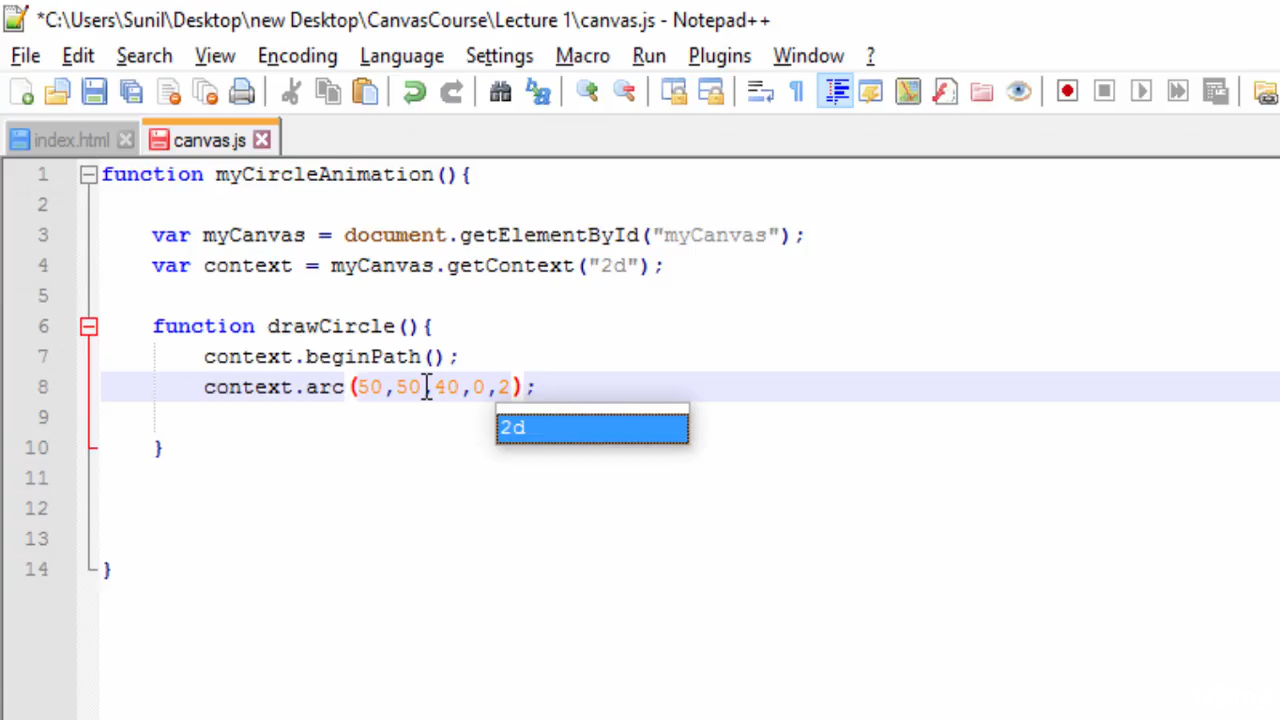 *C:\Users\Sunil\Desktop\new Desktop\CanvasCourse\Lecture 1\canvas.js - Notepad++
File Edit Search View Encoding Language Settings Macro Run Plugins Window ?
index.html canvas.js
1 function myCircleAnimation(){
2
3 var myCanvas = document.getElementById("myCanvas");
4 var context = myCanvas.getContext("2d");
5
6 function drawCircle(){
7 context.beginPath();
8 context.arc(50,50,40,0,2);
9
2d
10 }
11
12
13
14 }